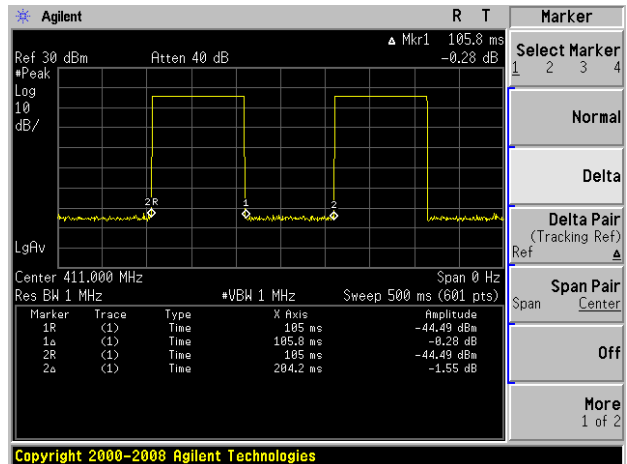 Agilent R T Marker
Δ Mkr1 105.8 ms
Ref 30 dBm Atten 40 dB -0.28 dB
#Peak
Log
10
dB/
2R 1 2
LgAv
Center 411.000 MHz Span 0 Hz
Res BW 1 MHz #VBW 1 MHz Sweep 500 ms (601 pts)
Marker Trace Type X Axis Amplitude
1R (1) Time 105 ms -44.49 dBm
1Δ (1) Time 105.8 ms -0.28 dB
2R (1) Time 105 ms -44.49 dBm
2Δ (1) Time 204.2 ms -1.55 dB
Select Marker
1 2 3 4
Normal
Delta
Delta Pair
(Tracking Ref)
Ref Δ
Span Pair
Span Center
Off
More
1 of 2
Copyright 2000-2008 Agilent Technologies